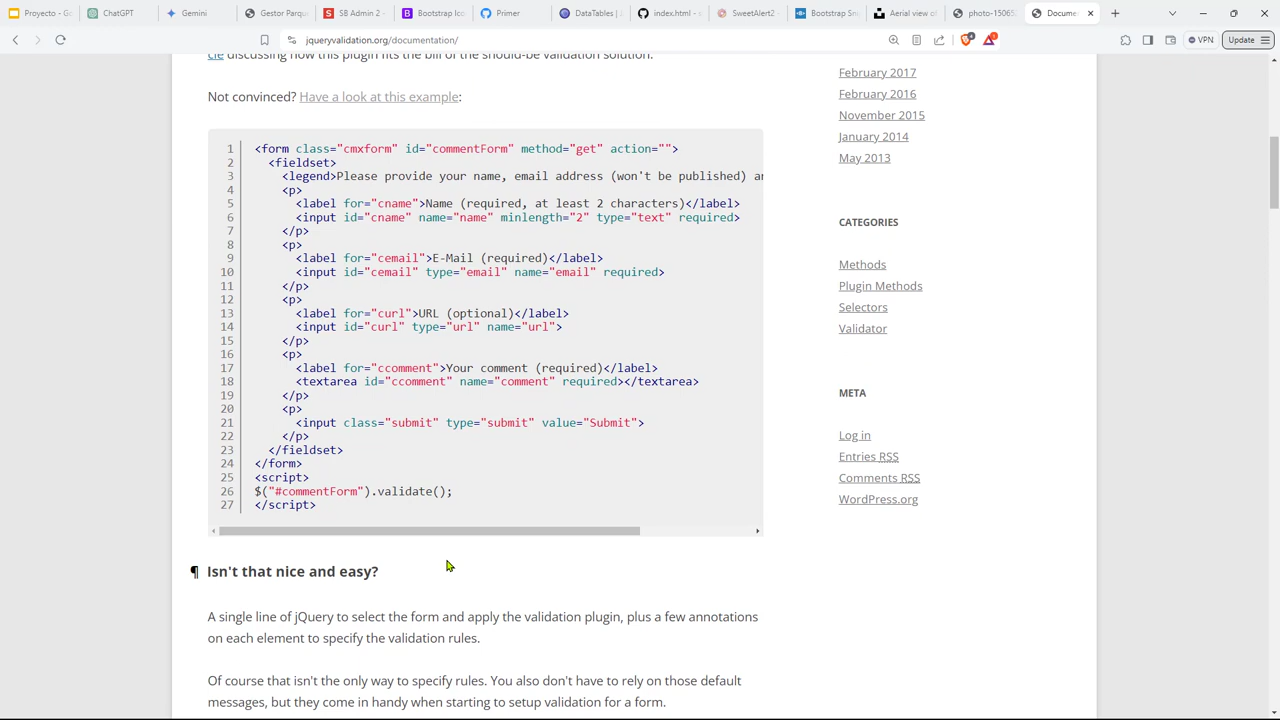 Proyecto - Go
ChatGPT
Gemini
Gestor Parque
SB Admin 2
Bootstrap Ico
Primer
DataTables | J
index.html -
SweetAlert2
Bootstrap Sni
Aerial view of
photo-15065
Docume
jqueryvalidation.org/documentation/
VPN
Update
cle discussing how this plugin fits the bill of the should-be validation solution.
Not convinced? Have a look at this example:
1 <form class="cmxform" id="commentForm" method="get" action="">
2 <fieldset>
3 <legend>Please provide your name, email address (won't be published) an
4 <p>
5 <label for="cname">Name (required, at least 2 characters)</label>
6 <input id="cname" name="name" minlength="2" type="text" required>
7 </p>
8 <p>
9 <label for="cemail">E-Mail (required)</label>
10 <input id="cemail" type="email" name="email" required>
11 </p>
12 <p>
13 <label for="curl">URL (optional)</label>
14 <input id="curl" type="url" name="url">
15 </p>
16 <p>
17 <label for="ccomment">Your comment (required)</label>
18 <textarea id="ccomment" name="comment" required></textarea>
19 </p>
20 <p>
21 <input class="submit" type="submit" value="Submit">
22 </p>
23 </fieldset>
24 </form>
25 <script>
26 $("#commentForm").validate();
27 </script>
¶ Isn't that nice and easy?
A single line of jQuery to select the form and apply the validation plugin, plus a few annotations
on each element to specify the validation rules.
Of course that isn't the only way to specify rules. You also don't have to rely on those default
messages, but they come in handy when starting to setup validation for a form.
February 2017
February 2016
November 2015
January 2014
May 2013
CATEGORIES
Methods
Plugin Methods
Selectors
Validator
META
Log in
Entries RSS
Comments RSS
WordPress.org